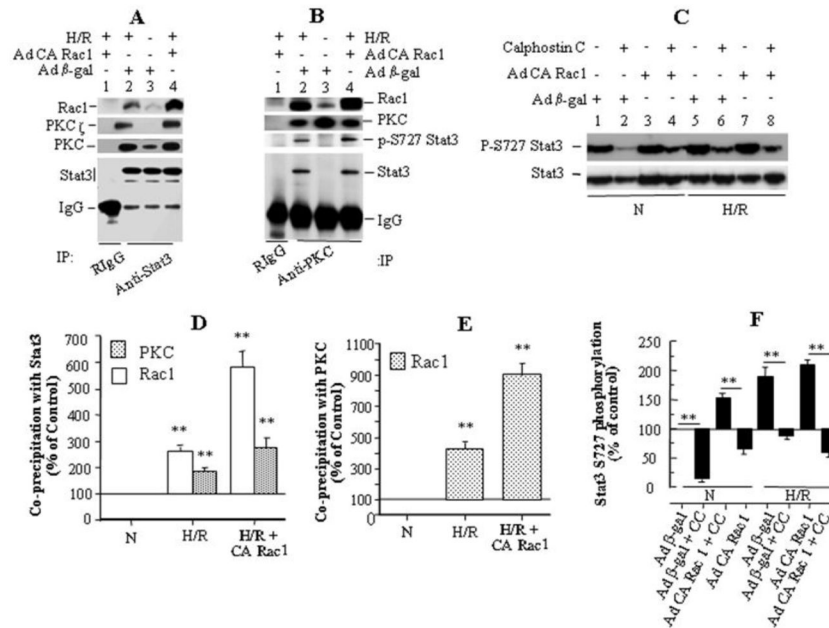 A
H/R + + - +
Ad CA Rac1 + - - +
Ad β-gal - + + -
1 2 3 4
Rac1
PKC ζ
PKC
Stat3
IgG
IP:
RIgG
Anti-Stat3
B
+ + - + H/R
+ - - + Ad CA Rac1
- + + - Ad β-gal
1 2 3 4
Rac1
PKC
p-S727 Stat3
Stat3
IgG
RIgG
Anti-PKC
:IP
C
Calphostin C - + - + - + - +
Ad CA Rac1 - - + + - - + +
Ad β-gal + + - - + + - -
1 2 3 4 5 6 7 8
P-S727 Stat3
Stat3
N H/R
D
Co-precipitation with Stat3
(% of Control)
700
600
500
400
300
200
100
PKC
Rac1
**
** **
**
N H/R H/R +
CA Rac1
E
Co-precipitation with PKC
(% of Control)
1100
900
700
500
300
100
Rac1
**
**
N H/R H/R +
CA Rac1
F
Stat3 S727 phosphorylation
(% of control)
250
200
150
100
50
0
**
**
**
**
N H/R
Ad β-gal
Ad β-gal + CC
Ad CA Rac 1 + CC
Ad CA Rac1
Ad β-gal
Ad β-gal + CC
Ad CA Rac1
Ad CA Rac 1 + CC